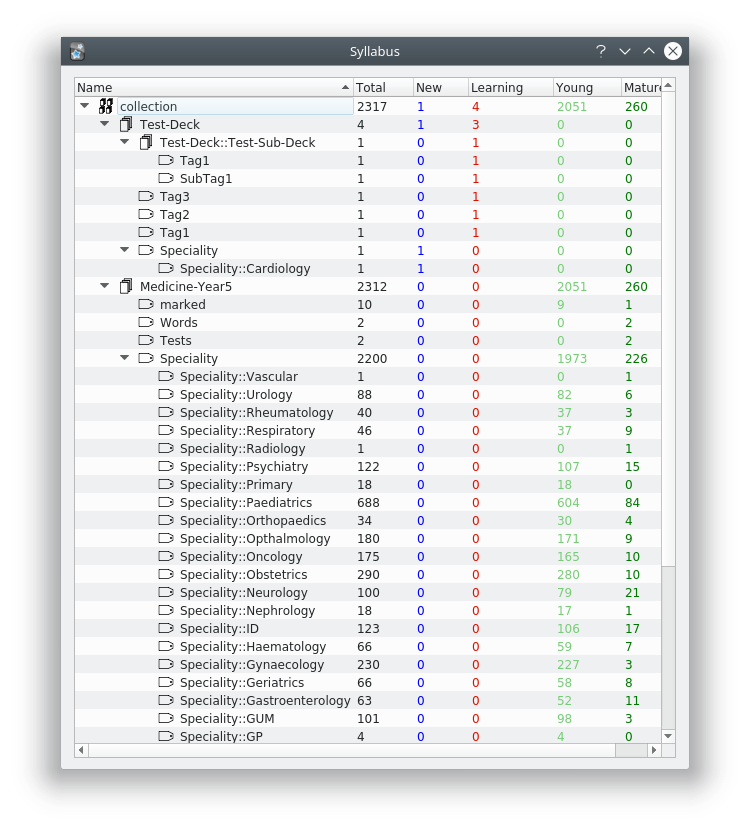 Syllabus
Name Total New Learning Young Mature
collection 2317 1 4 2051 260
Test-Deck 4 1 3 0 0
Test-Deck::Test-Sub-Deck 1 0 1 0 0
Tag1 1 0 1 0 0
SubTag1 1 0 1 0 0
Tag3 1 0 1 0 0
Tag2 1 0 1 0 0
Tag1 1 0 1 0 0
Speciality 1 1 0 0 0
Speciality::Cardiology 1 1 0 0 0
Medicine-Year5 2312 0 0 2051 260
marked 10 0 0 9 1
Words 2 0 0 0 2
Tests 2 0 0 0 2
Speciality 2200 0 0 1973 226
Speciality::Vascular 1 0 0 0 1
Speciality::Urology 88 0 0 82 6
Speciality::Rheumatology 40 0 0 37 3
Speciality::Respiratory 46 0 0 37 9
Speciality::Radiology 1 0 0 0 1
Speciality::Psychiatry 122 0 0 107 15
Speciality::Primary 18 0 0 18 0
Speciality::Paediatrics 688 0 0 604 84
Speciality::Orthopaedics 34 0 0 30 4
Speciality::Opthalmology 180 0 0 171 9
Speciality::Oncology 175 0 0 165 10
Speciality::Obstetrics 290 0 0 280 10
Speciality::Neurology 100 0 0 79 21
Speciality::Nephrology 18 0 0 17 1
Speciality::ID 123 0 0 106 17
Speciality::Haematology 66 0 0 59 7
Speciality::Gynaecology 230 0 0 227 3
Speciality::Geriatrics 66 0 0 58 8
Speciality::Gastroenterology 63 0 0 52 11
Speciality::GUM 101 0 0 98 3
Speciality::GP 4 0 0 4 0